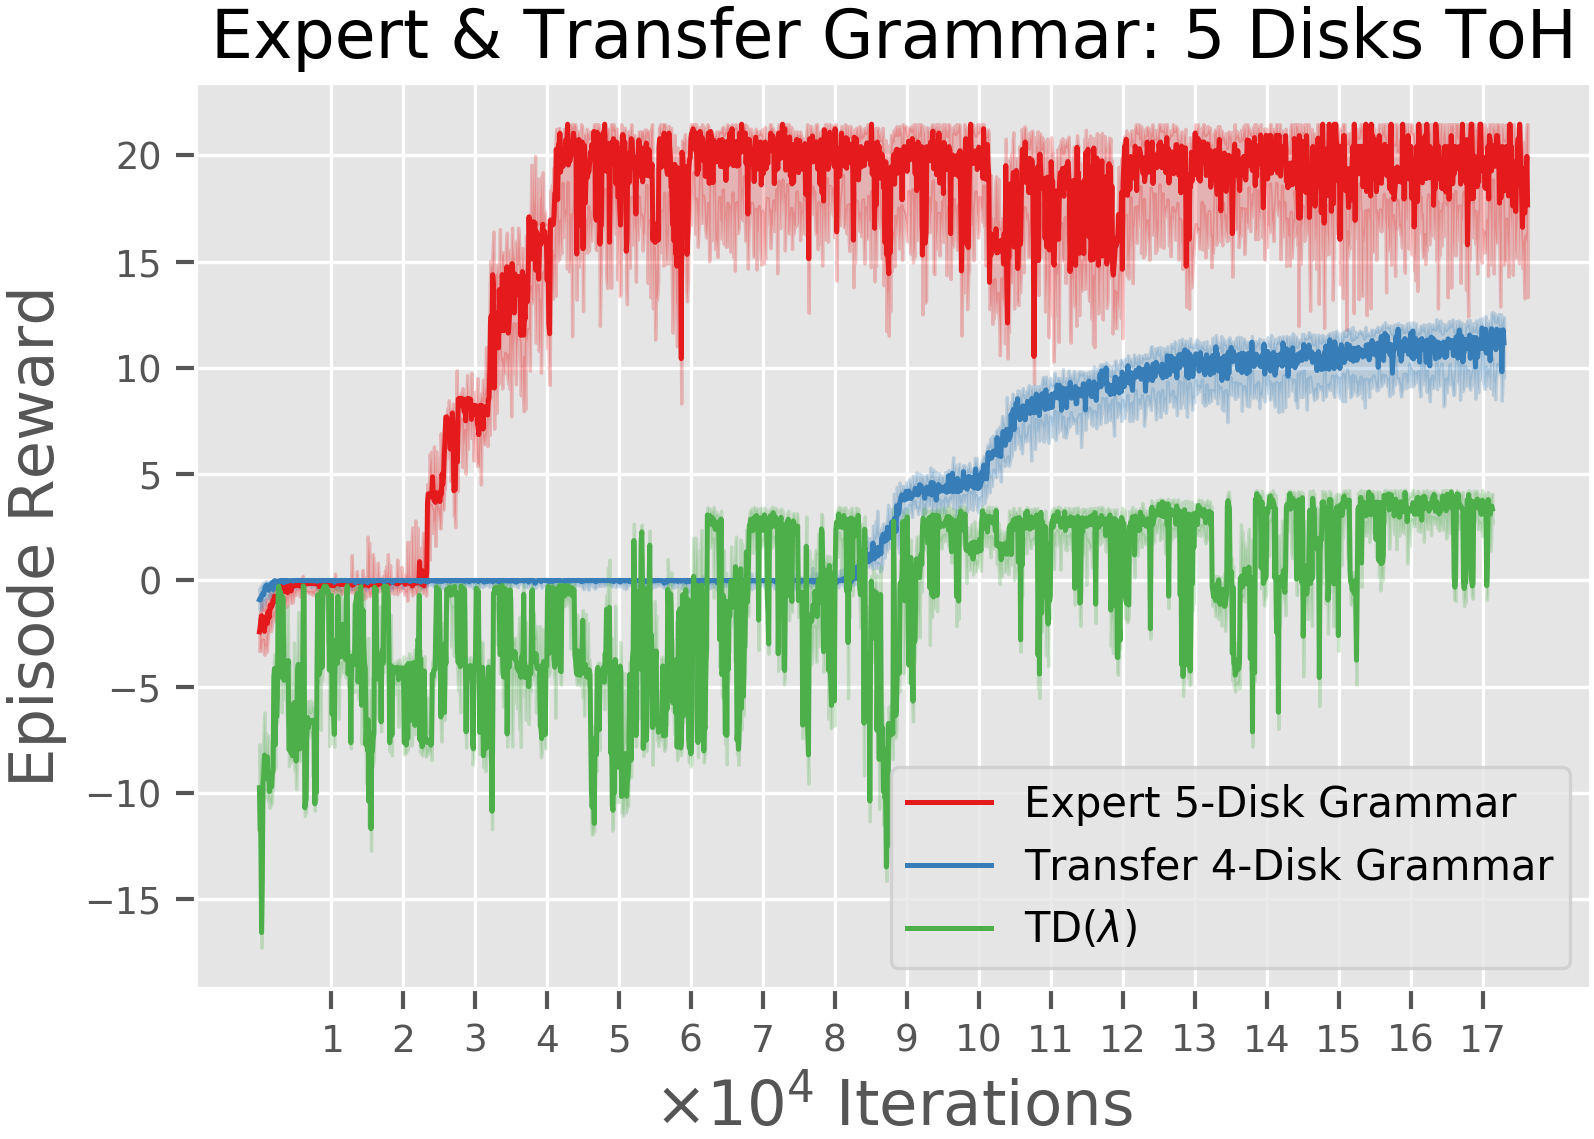 Expert & Transfer Grammar: 5 Disks ToH
Episode Reward
20
15
10
5
0
−5
−10
−15
Expert 5-Disk Grammar
Transfer 4-Disk Grammar
TD(λ)
1 2 3 4 5 6 7 8 9 10 11 12 13 14 15 16 17
×10⁴ Iterations